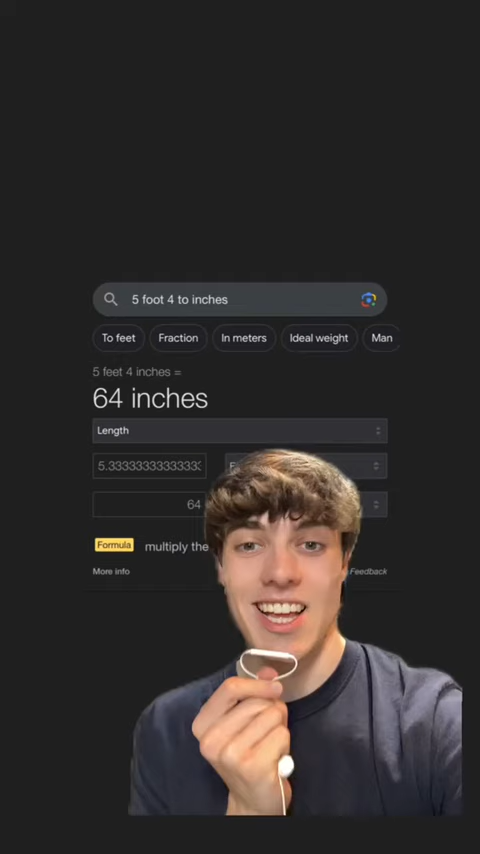 5 foot 4 to inches
To feet Fraction In meters Ideal weight Man
5 feet 4 inches =
64 inches
Length
5.3333333333333
64
Formula multiply the
More info Feedback